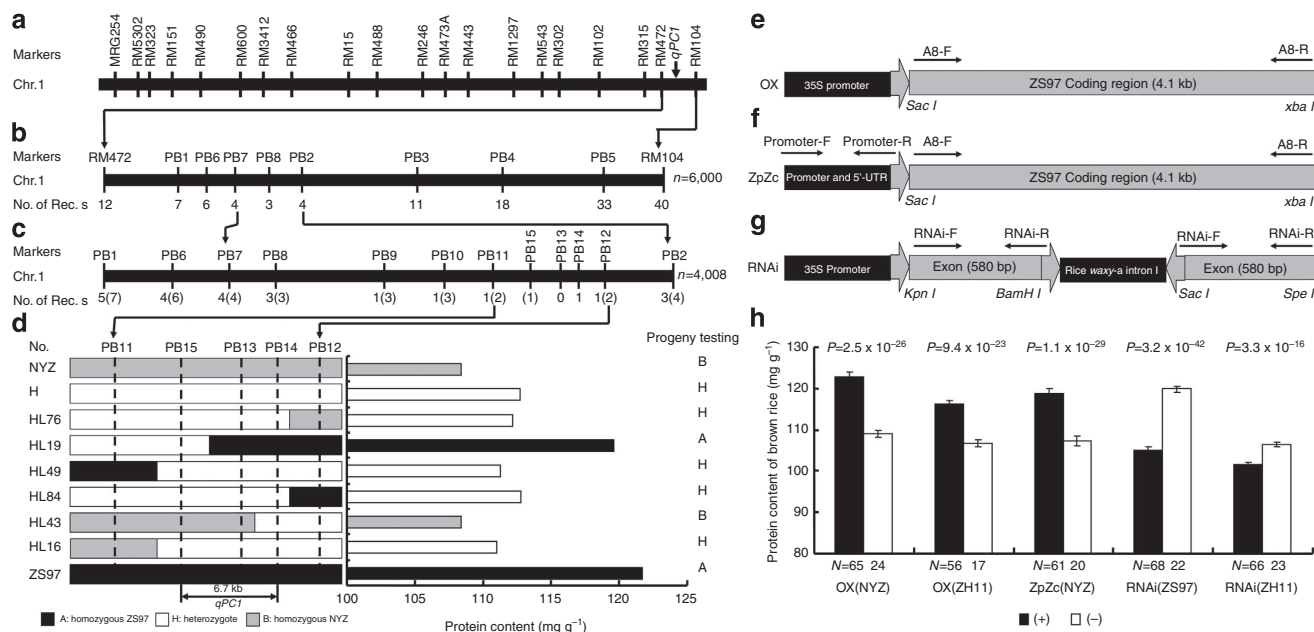 a
Markers
MRG254 RM5302 RM323 RM151 RM490 RM600 RM3412 RM466 RM15 RM488 RM246 RM473A RM443 RM1297 RM543 RM302 RM102 RM315 RM472 qPC1 RM104
Chr.1
b
Markers RM472 PB1 PB6 PB7 PB8 PB2 PB3 PB4 PB5 RM104
Chr.1 n=6,000
No. of Rec. s 12 7 6 4 3 4 11 18 33 40
c
Markers PB1 PB6 PB7 PB8 PB9 PB10 PB11 PB15 PB13 PB14 PB12 PB2
Chr.1 n=4,008
No. of Rec. s 5(7) 4(6) 4(4) 3(3) 1(3) 1(3) 1(2) (1) 0 1 1(2) 3(4)
d
No. PB11 PB15 PB13 PB14 PB12 Progeny testing
NYZ B
H H
HL76 H
HL19 A
HL49 H
HL84 H
HL43 B
HL16 H
ZS97 A
6.7 kb
qPC1
100 105 110 115 120 125
Protein content (mg g⁻¹)
A: homozygous ZS97 H: heterozygote B: homozygous NYZ
e
A8-F A8-R
OX 35S promoter ZS97 Coding region (4.1 kb)
Sac I xba I
f
Promoter-F Promoter-R A8-F A8-R
ZpZc Promoter and 5'-UTR ZS97 Coding region (4.1 kb)
Sac I xba I
g
RNAi-F RNAi-R RNAi-F RNAi-R
RNAi 35S Promoter Exon (580 bp) Rice waxy-a intron I Exon (580 bp)
Kpn I BamH I Sac I Spe I
h
Protein content of brown rice (mg g⁻¹)
130
120
110
100
90
80
P=2.5 x 10⁻²⁶ P=9.4 x 10⁻²³ P=1.1 x 10⁻²⁹ P=3.2 x 10⁻⁴² P=3.3 x 10⁻¹⁶
N=65 24 N=56 17 N=61 20 N=68 22 N=66 23
OX(NYZ) OX(ZH11) ZpZc(NYZ) RNAi(ZS97) RNAi(ZH11)
(+) (−)